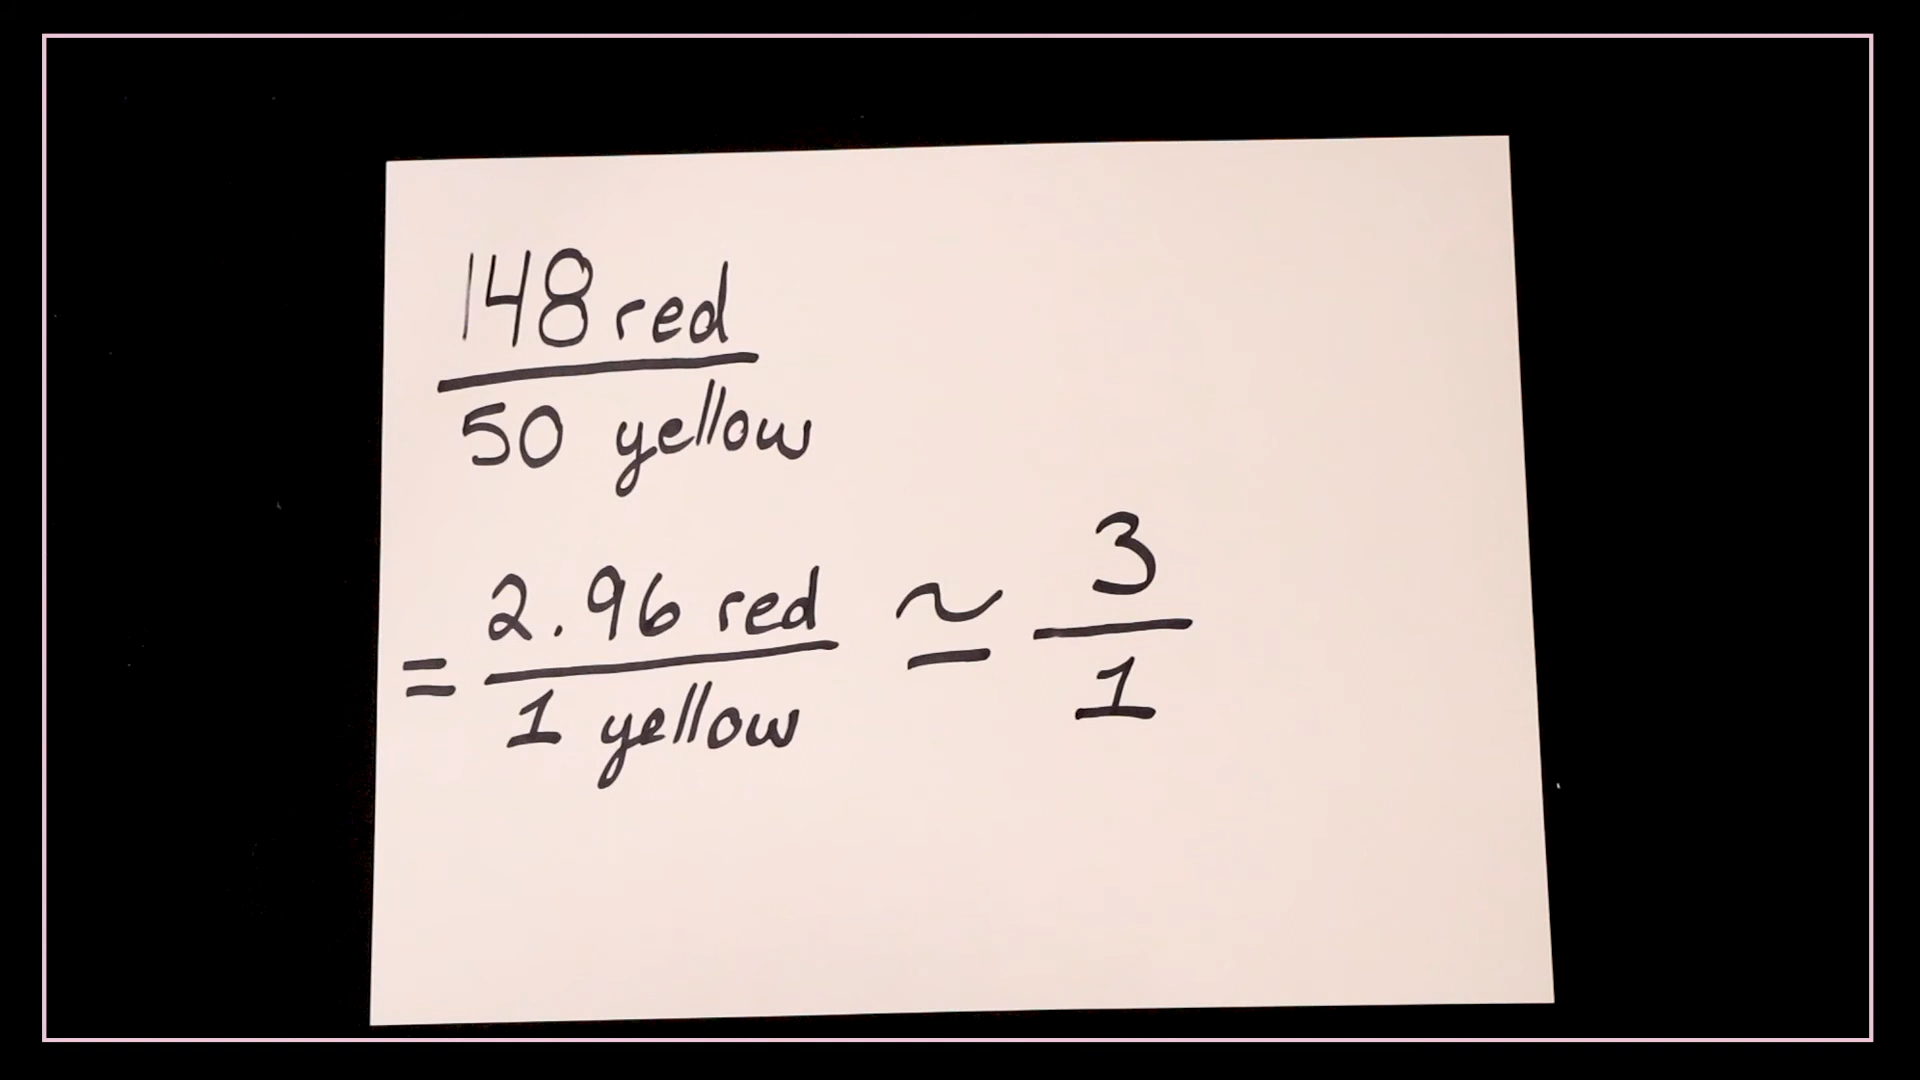 148 red
50 yellow
= 2.96 red ≃ 3
1 yellow 1